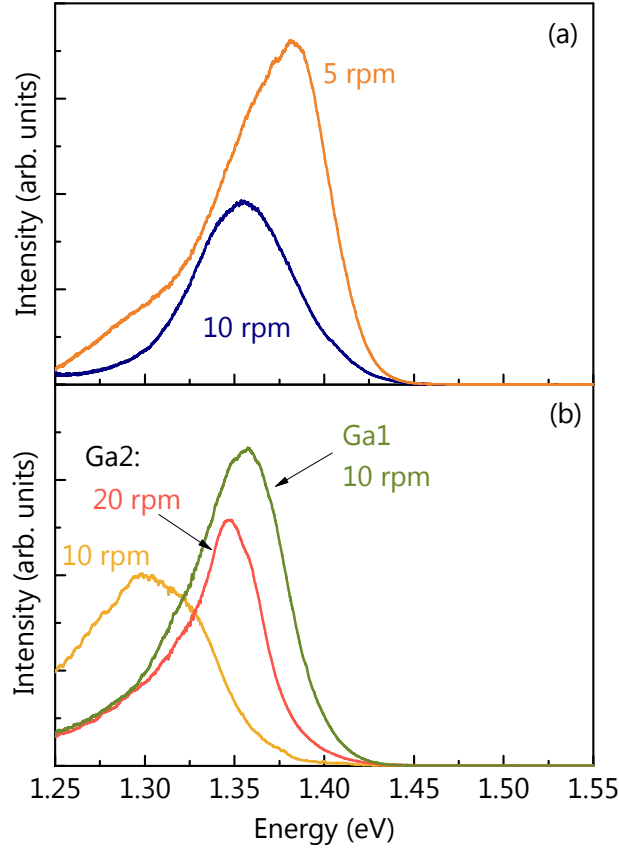 (a)
5 rpm
10 rpm
Intensity (arb. units)
(b)
Ga1
10 rpm
Ga2:
20 rpm
10 rpm
Intensity (arb. units)
1.25 1.30 1.35 1.40 1.45 1.50 1.55
Energy (eV)